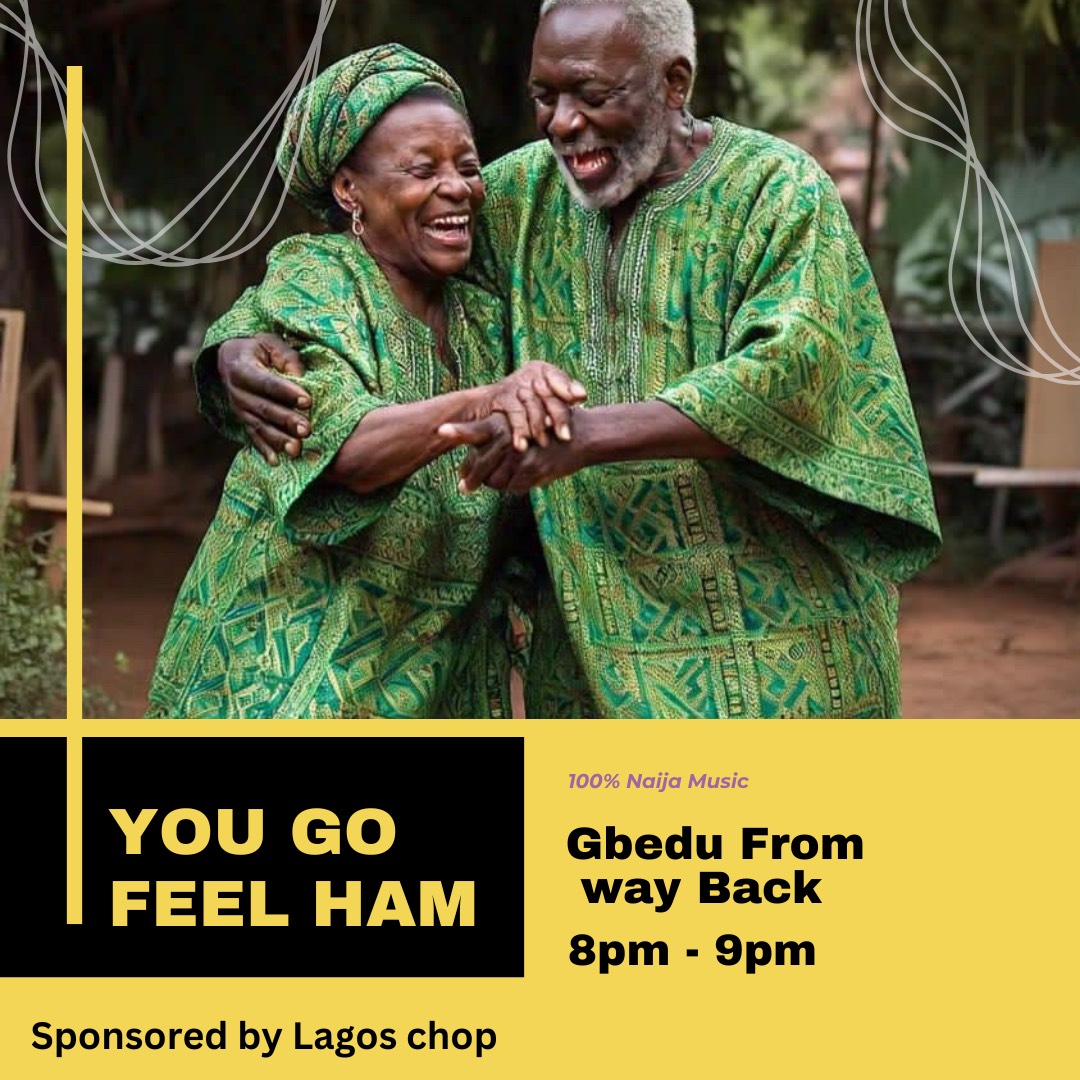 YOU GO
FEEL HAM
100% Naija Music
Gbedu From
way Back
8pm - 9pm
Sponsored by Lagos chop